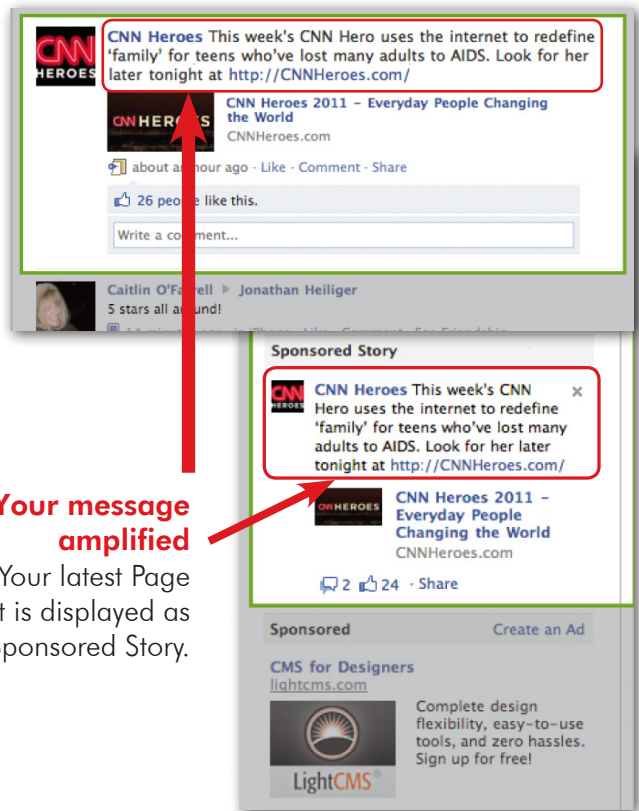 CNN Heroes This week's CNN Hero uses the internet to redefine
'family' for teens who've lost many adults to AIDS. Look for her
later tonight at http://CNNHeroes.com/
CNN
HEROES
CNN HEROES
CNN Heroes 2011 – Everyday People Changing
the World
CNNHeroes.com
about an hour ago · Like · Comment · Share
26 people like this.
Write a comment...
Caitlin O'Farrell ▸ Jonathan Heiliger
5 stars all around!
Sponsored Story
CNN
HEROES
CNN Heroes This week's CNN
Hero uses the internet to redefine
'family' for teens who've lost many
adults to AIDS. Look for her later
tonight at http://CNNHeroes.com/
CNN HEROES
CNN Heroes 2011 –
Everyday People
Changing the World
CNNHeroes.com
2 24 · Share
Your message
amplified
Your latest Page
is displayed as
Sponsored Story.
Sponsored Create an Ad
CMS for Designers
lightcms.com
LightCMS®
Complete design
flexibility, easy-to-use
tools, and zero hassles.
Sign up for free!